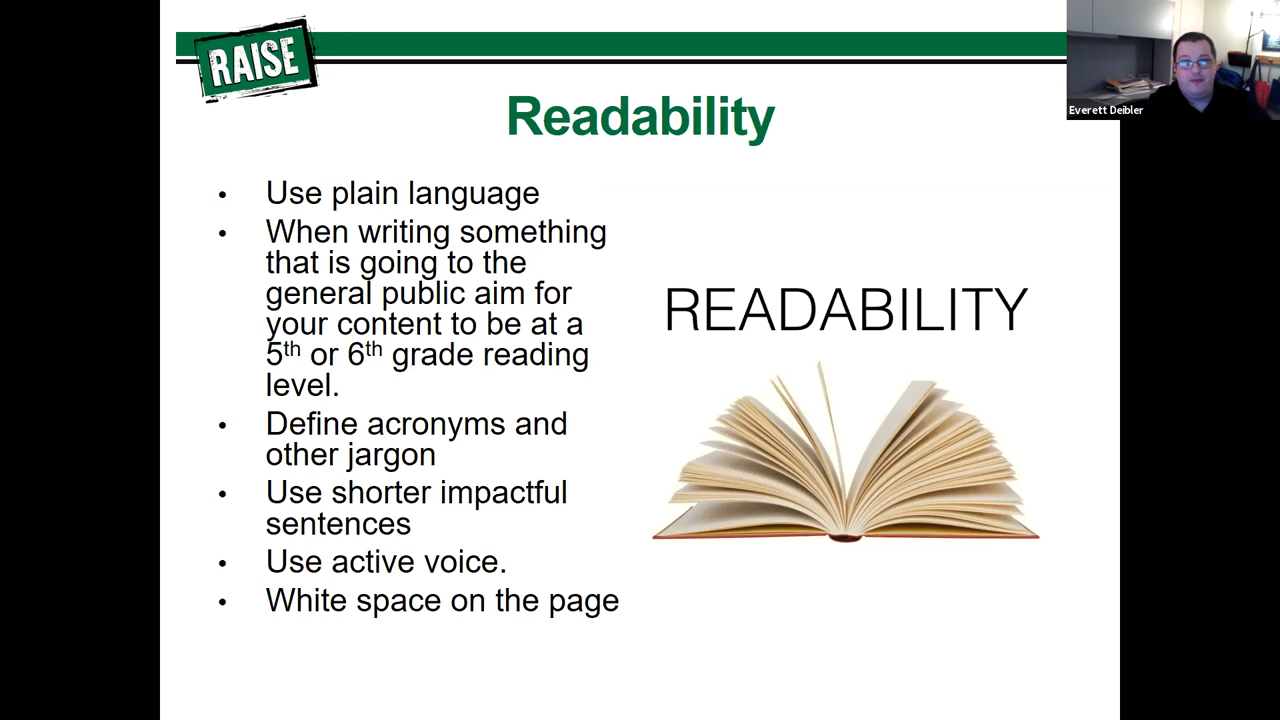 RAISE
Everett Deibler
Readability
• Use plain language
• When writing something
that is going to the
general public aim for
your content to be at a
5th or 6th grade reading
level.
• Define acronyms and
other jargon
• Use shorter impactful
sentences
• Use active voice.
• White space on the page
READABILITY